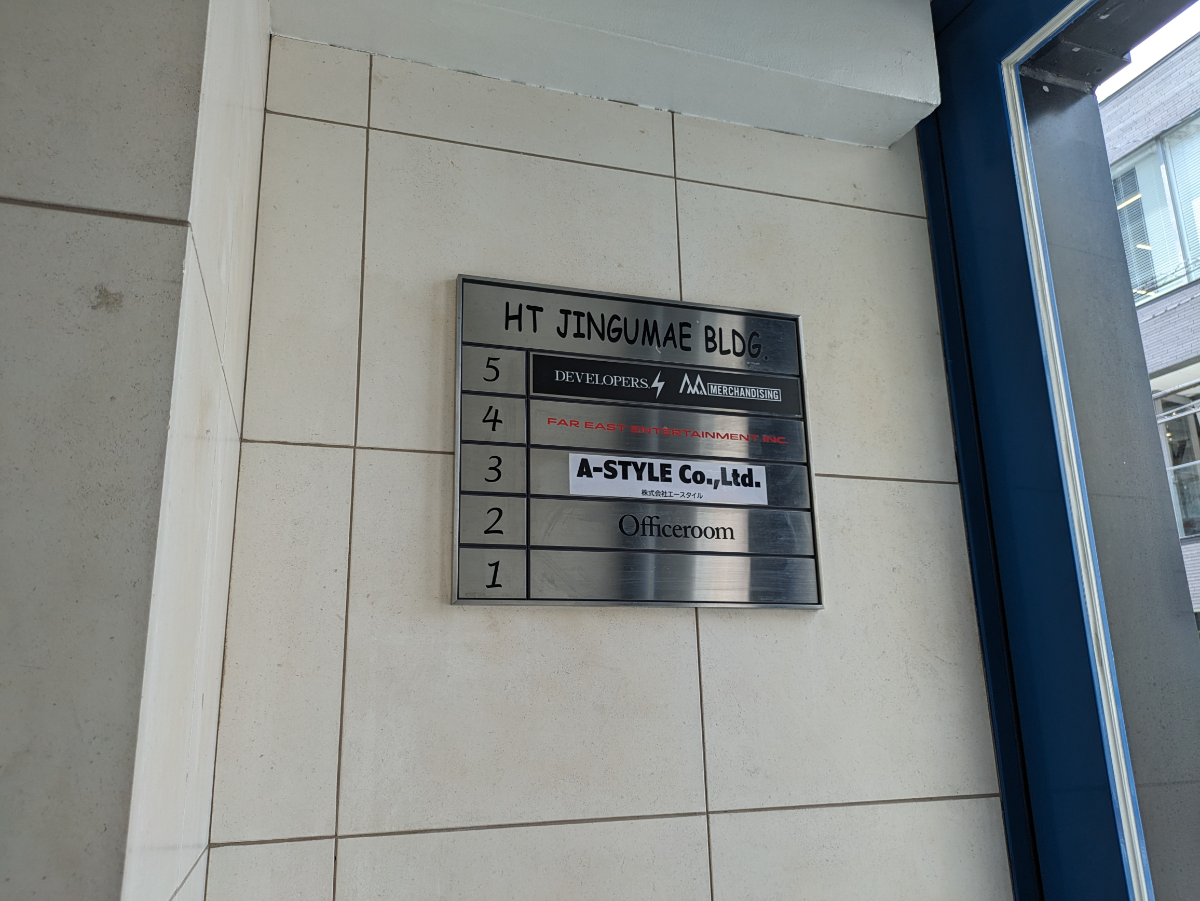 HT JINGUMAE BLDG.
5 DEVELOPERS. MERCHANDISING
4 FAR EAST ENTERTAINMENT INC.
3 A-STYLE Co.,Ltd.
株式会社エースタイル
2 Officeroom
1